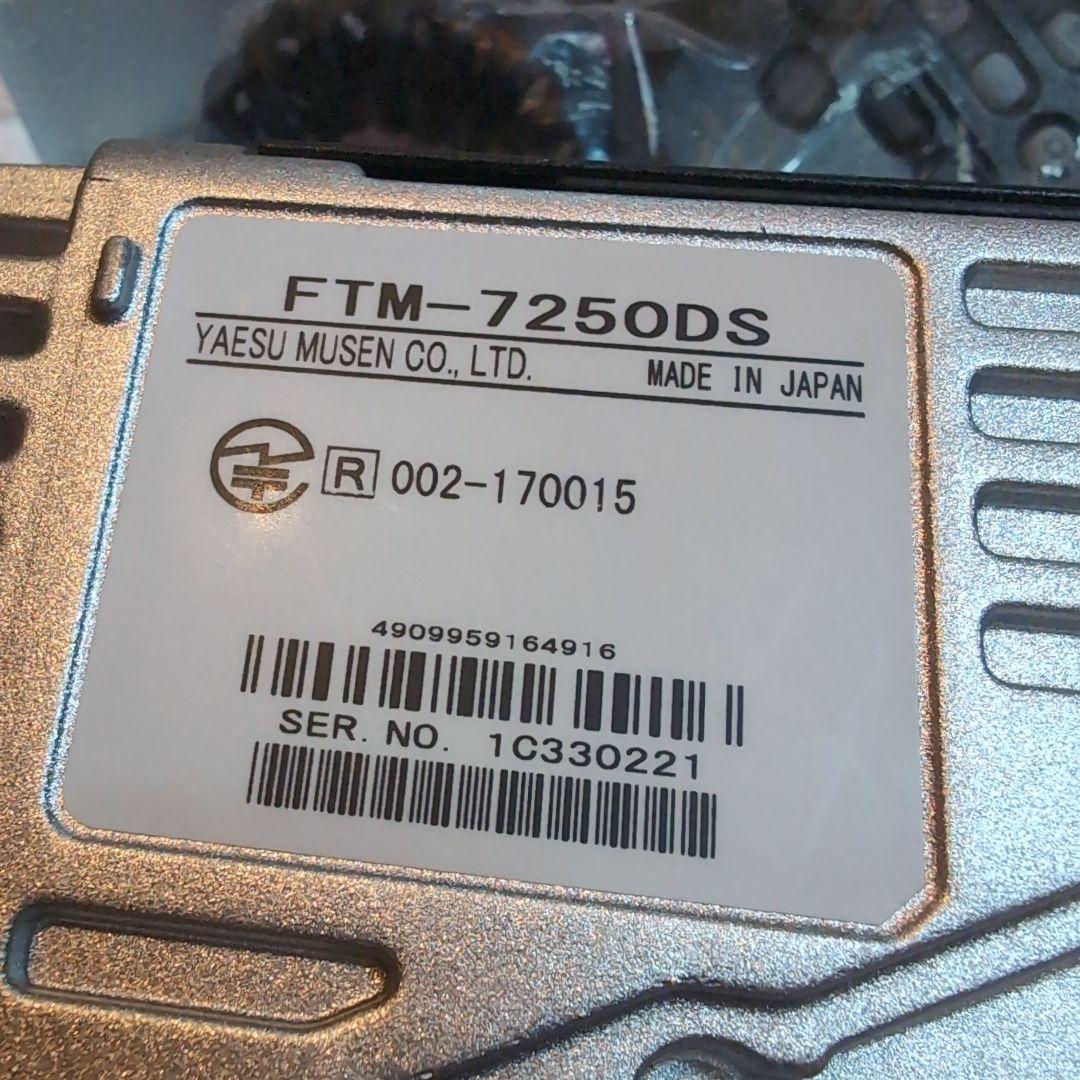 FTM-7250DS
YAESU MUSEN CO., LTD. MADE IN JAPAN
R 002-170015
4909959164916
SER. NO. 1C330221